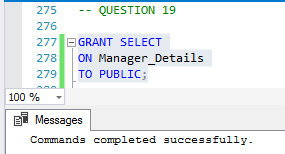 275 -- QUESTION 19
276
277 GRANT SELECT
278 ON Manager_Details
279 TO PUBLIC;
100 %
Messages
Commands completed successfully.